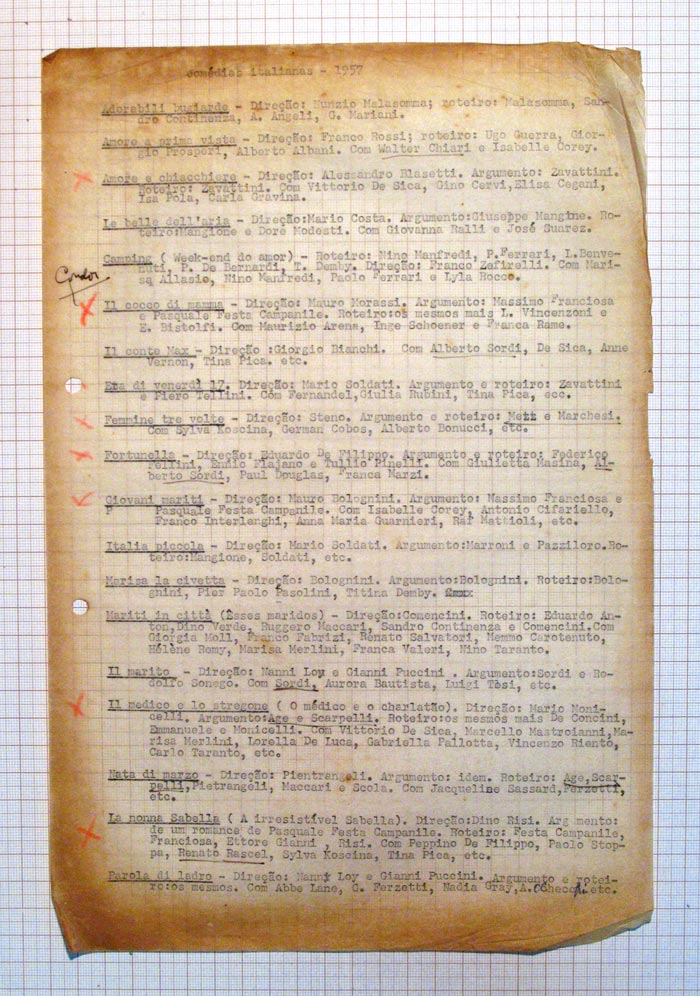 comédias italianas - 1957
Adorabili bugiarde - Direção: Nunzio Malasomma; roteiro: Malasomma, San-
dro Continenza, A. Angeli, G. Mariani.
Amore a prima vista - Direção: Franco Rossi; roteiro: Ugo Guerra, Gior-
gio Prosperi, Alberto Albani. Com Walter Chiari e Isabelle Corey.
Amore e chiacchiere - Direção: Alessandro Blasetti. Argumento: Zavattini.
Roteiro: Zavattini. Com Vittorio De Sica, Gino Cervi,Elisa Cegani,
Isa Pola, Carla Gravina.
Le belle dell'aria - Direção:Mario Costa. Argumento:Giuseppe Mangine. Ro-
teiro:Mangione e Dore Modesti. Com Giovanna Ralli e José Suarez.
Camping ( Week-end do amor) - Roteiro: Nino Manfredi, P.Ferrari, L.Benve-
nuti, P. De Bernardi, T. Demby. Direção: Franco Zefirelli. Com Mari-
sa Allasio, Nino Manfredi, Paolo Ferrari e Lyla Rocco.
Condor
Il cocco di mamma - Direção: Mauro Morassi. Argumento: Massimo Franciosa
e Pasquale Festa Campanile. Roteiro:os mesmos mais L. Vincenzoni e
E. Bistolfi. Com Maurizio Arena, Inge Schoener e Franca Rame.
Il conte Max - Direção :Giorgio Bianchi. Com Alberto Sordi, De Sica, Anne
Vernon, Tina Pica. etc.
Era di venerdì 17. Direção: Mario Soldati. Argumento e roteiro: Zavattini
e Piero Tellini. Com Fernandel,Giulia Rubini, Tina Pica, ecc.
Femmine tre volte - Direção: Steno. Argumento e roteiro: Metz e Marchesi.
Com Sylva Koscina, German Cobos, Alberto Bonucci, etc.
Fortunella - Direção: Eduardo De Filippo. Argumento e roteiro: Federico
Fellini, Ennio Flajano e Tullio Pinelli. Com Giulietta Masina, Al-
berto Sordi, Paul Douglas, Franca Marzi.
Giovani mariti - Direção: Mauro Bolognini. Argumento: Massimo Franciosa e
P Pasquale Festa Campanile. Com Isabelle Corey, Antonio Cifariello,
Franco Interlenghi, Anna Maria Guarnieri, Raf Mattioli, etc.
Italia piccola - Direção: Mario Soldati. Argumento:Marroni e Pazziloro.Ro-
teiro:Mangione, Soldati, etc.
Marisa la civetta - Direção: Bolognini. Argumento:Bolognini. Roteiro:Bolo-
gnini, Pier Paolo Pasolini, Titina Demby.
Mariti in città (Esses maridos) - Direção:Comencini. Roteiro: Eduardo An-
ton,Dino Verde, Ruggero Maccari, Sandro Continenza e Comencini.Com
Giorgia Moll, Franco Fabrizi, Renato Salvatori, Memmo Carotenuto,
Hélène Remy, Marisa Merlini, Franca Valeri, Nino Taranto.
Il marito - Direção: Nanni Loy e Gianni Puccini . Argumento:Sordi e Ro-
dolfo Sonego. Com Sordi, Aurora Bautista, Luigi Tosi, etc.
Il medico e lo stregone ( O médico e o charlatão). Direção: Mario Moni-
celli. Argumento:Age e Scarpelli. Roteiro:os mesmos mais De Concini,
Emmanuele e Monicelli. Com Vittorio De Sica, Marcello Mastroianni,Ma-
risa Merlini, Lorella De Luca, Gabriella Pallotta, Vincenzo Riento,
Carlo Taranto, etc.
Nata di marzo - Direção: Pientrangeli. Argumento: idem. Roteiro: Age,Scar-
pelli,Pietrangeli, Maccari e Scola. Com Jacqueline Sassard,Ferzetti,
etc.
La nonna Sabella ( A irresistível Sabella). Direção:Dino Risi. Arg mento:
de um romance de Pasquale Festa Campanile. Roteiro: Festa Campanile,
Franciosa, Ettore Gianni , Risi. Com Peppino De Filippo, Paolo Stop-
pa, Renato Rascel, Sylva Koscina, Tina Pica, etc.
Parola di ladro - Direção: Nanni Loy e Gianni Puccini. Argumento e rotei-
ro:os mesmos. Com Abbe Lane, G. Ferzetti, Nadia Gray, etc.